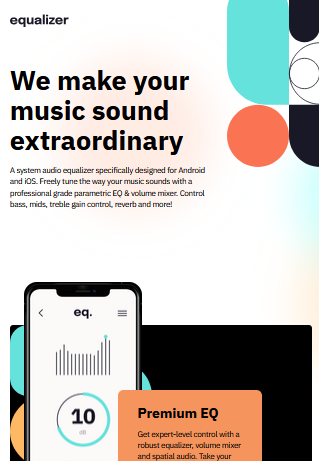 equalizer
We make your
music sound
extraordinary
A system audio equalizer specifically designed for Android
and iOS. Freely tune the way your music sounds with a
professional grade parametric EQ & volume mixer. Control
bass, mids, treble gain control, reverb and more!
eq.
10
dB
Premium EQ
Get expert-level control with a
robust equalizer, volume mixer
and spatial audio. Take your